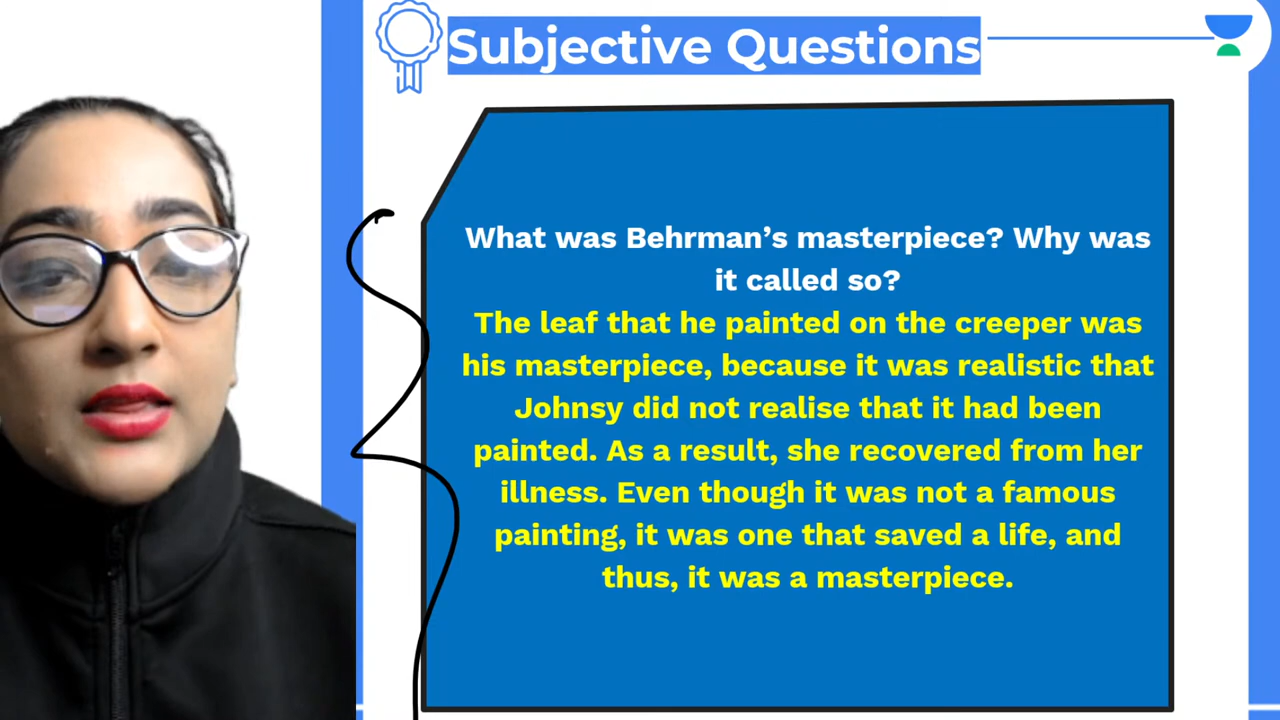 Subjective Questions
What was Behrman’s masterpiece? Why was
it called so?
The leaf that he painted on the creeper was
his masterpiece, because it was realistic that
Johnsy did not realise that it had been
painted. As a result, she recovered from her
illness. Even though it was not a famous
painting, it was one that saved a life, and
thus, it was a masterpiece.